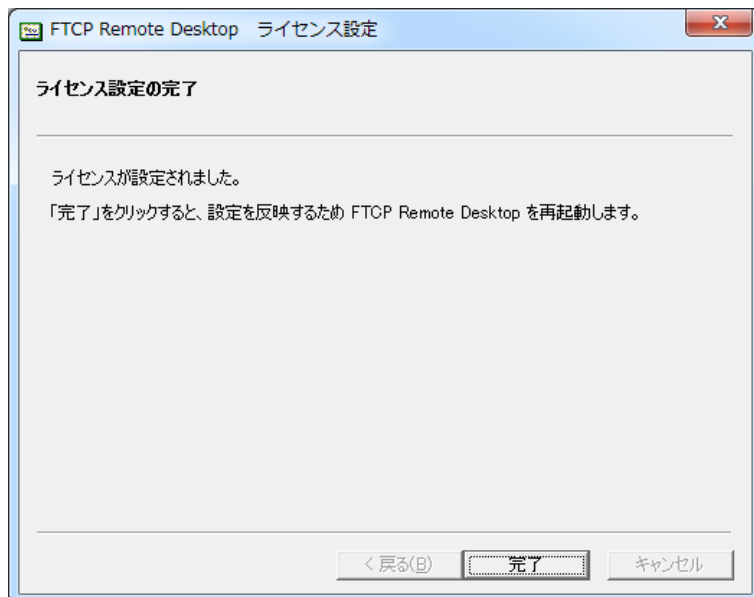 FTCP Remote Desktop ライセンス設定
ライセンス設定の完了
ライセンスが設定されました。
「完了」をクリックすると、設定を反映するため FTCP Remote Desktop を再起動します。
< 戻る(B) 完了 キャンセル